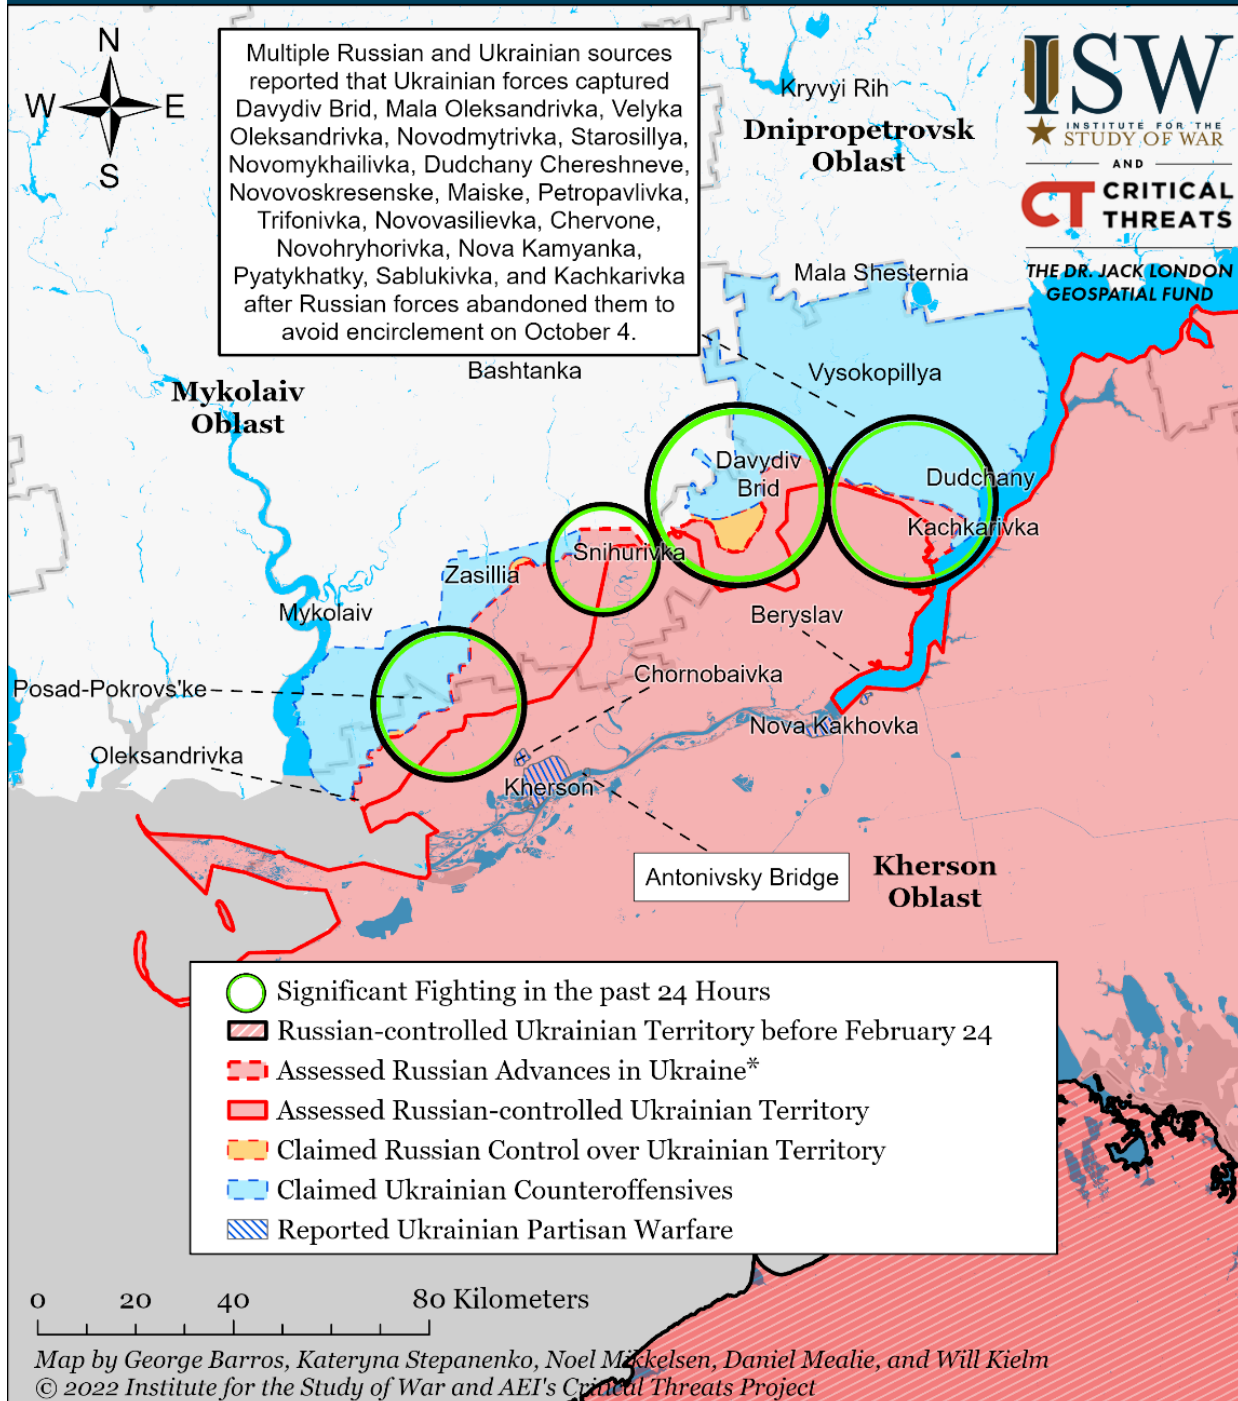 N
W
E
S
Multiple Russian and Ukrainian sources
reported that Ukrainian forces captured
Davydiv Brid, Mala Oleksandrivka, Velyka
Oleksandrivka, Novodmytrivka, Starosillya,
Novomykhailivka, Dudchany Chereshneve,
Novovoskresenske, Maiske, Petropavlivka,
Trifonivka, Novovasilievka, Chervone,
Novohryhorivka, Nova Kamyanka,
Pyatykhatky, Sablukivka, and Kachkarivka
after Russian forces abandoned them to
avoid encirclement on October 4.
Kryvyi Rih
Dnipropetrovsk
Oblast
ISW
INSTITUTE FOR THE
STUDY OF WAR
AND
CT CRITICAL
THREATS
THE DR. JACK LONDON
GEOSPATIAL FUND
Mala Shesternia
Bashtanka
Vysokopillya
Mykolaiv
Oblast
Davydiv
Brid
Dudchany
Kachkarivka
Snihurivka
Zasillia
Mykolaiv
Beryslav
Chornobaivka
Posad-Pokrovs'ke
Nova Kakhovka
Oleksandrivka
Kherson
Antonivsky Bridge
Kherson
Oblast
Significant Fighting in the past 24 Hours
Russian-controlled Ukrainian Territory before February 24
Assessed Russian Advances in Ukraine*
Assessed Russian-controlled Ukrainian Territory
Claimed Russian Control over Ukrainian Territory
Claimed Ukrainian Counteroffensives
Reported Ukrainian Partisan Warfare
0 20 40 80 Kilometers
Map by George Barros, Kateryna Stepanenko, Noel Mikkelsen, Daniel Mealie, and Will Kielm
© 2022 Institute for the Study of War and AEI's Critical Threats Project